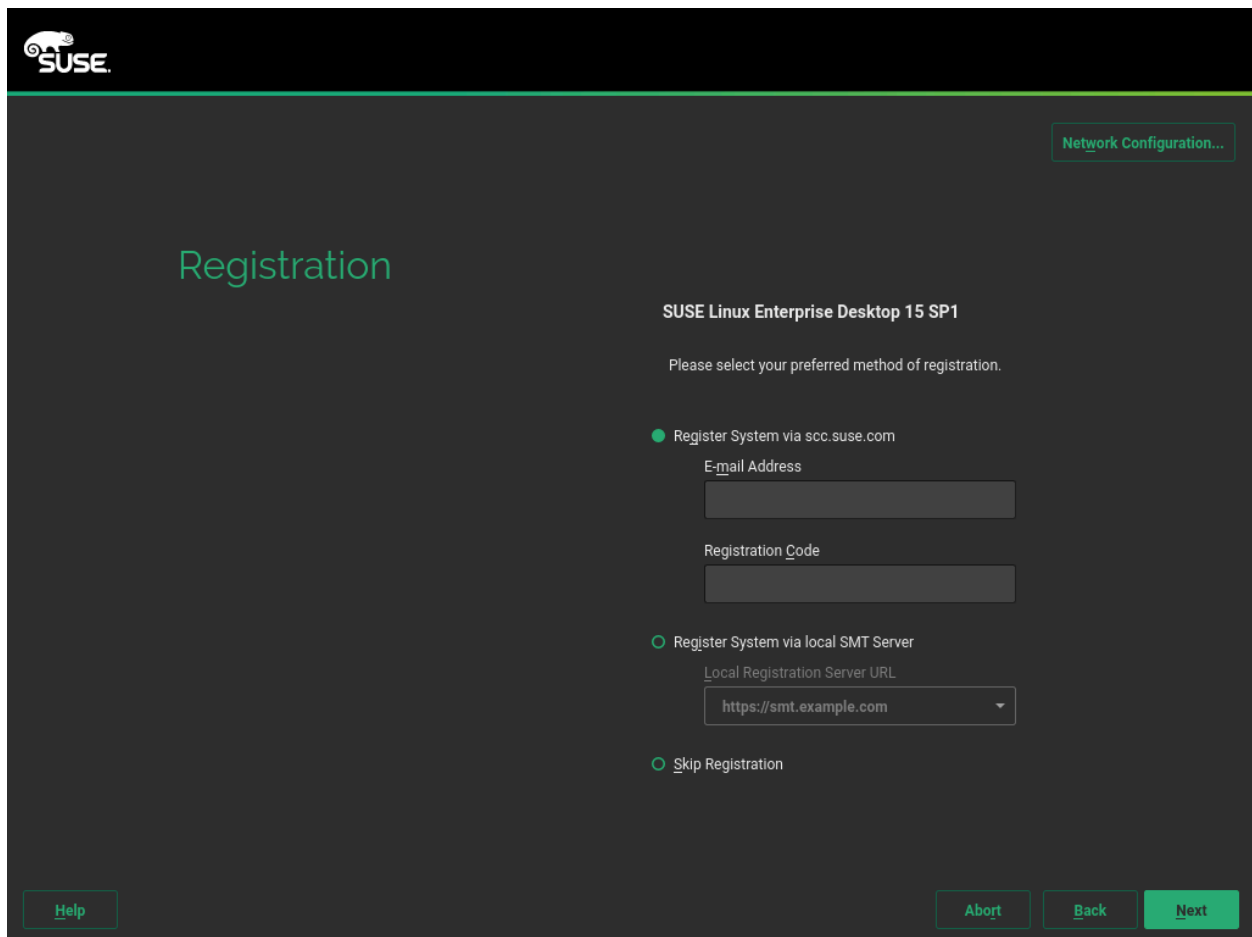 SUSE.
Network Configuration...
Registration
SUSE Linux Enterprise Desktop 15 SP1
Please select your preferred method of registration.
Register System via scc.suse.com
E-mail Address
Registration Code
Register System via local SMT Server
Local Registration Server URL
https://smt.example.com
Skip Registration
Help
Abort
Back
Next